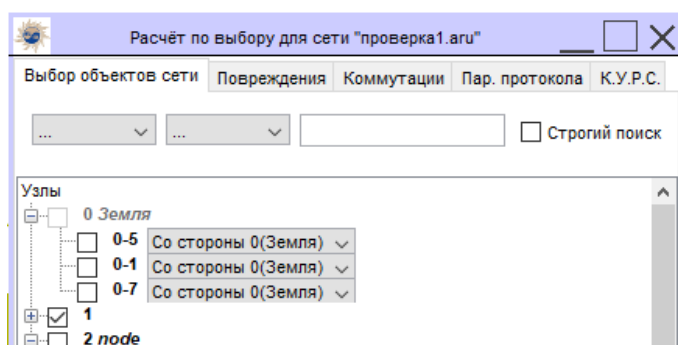 Расчёт по выбору для сети "проверка1.aru"
Выбор объектов сети Повреждения Коммутации Пар. протокола К.У.Р.С.
... ... Строгий поиск
Узлы
0 Земля
0-5 Со стороны 0(Земля)
0-1 Со стороны 0(Земля)
0-7 Со стороны 0(Земля)
1
2 node